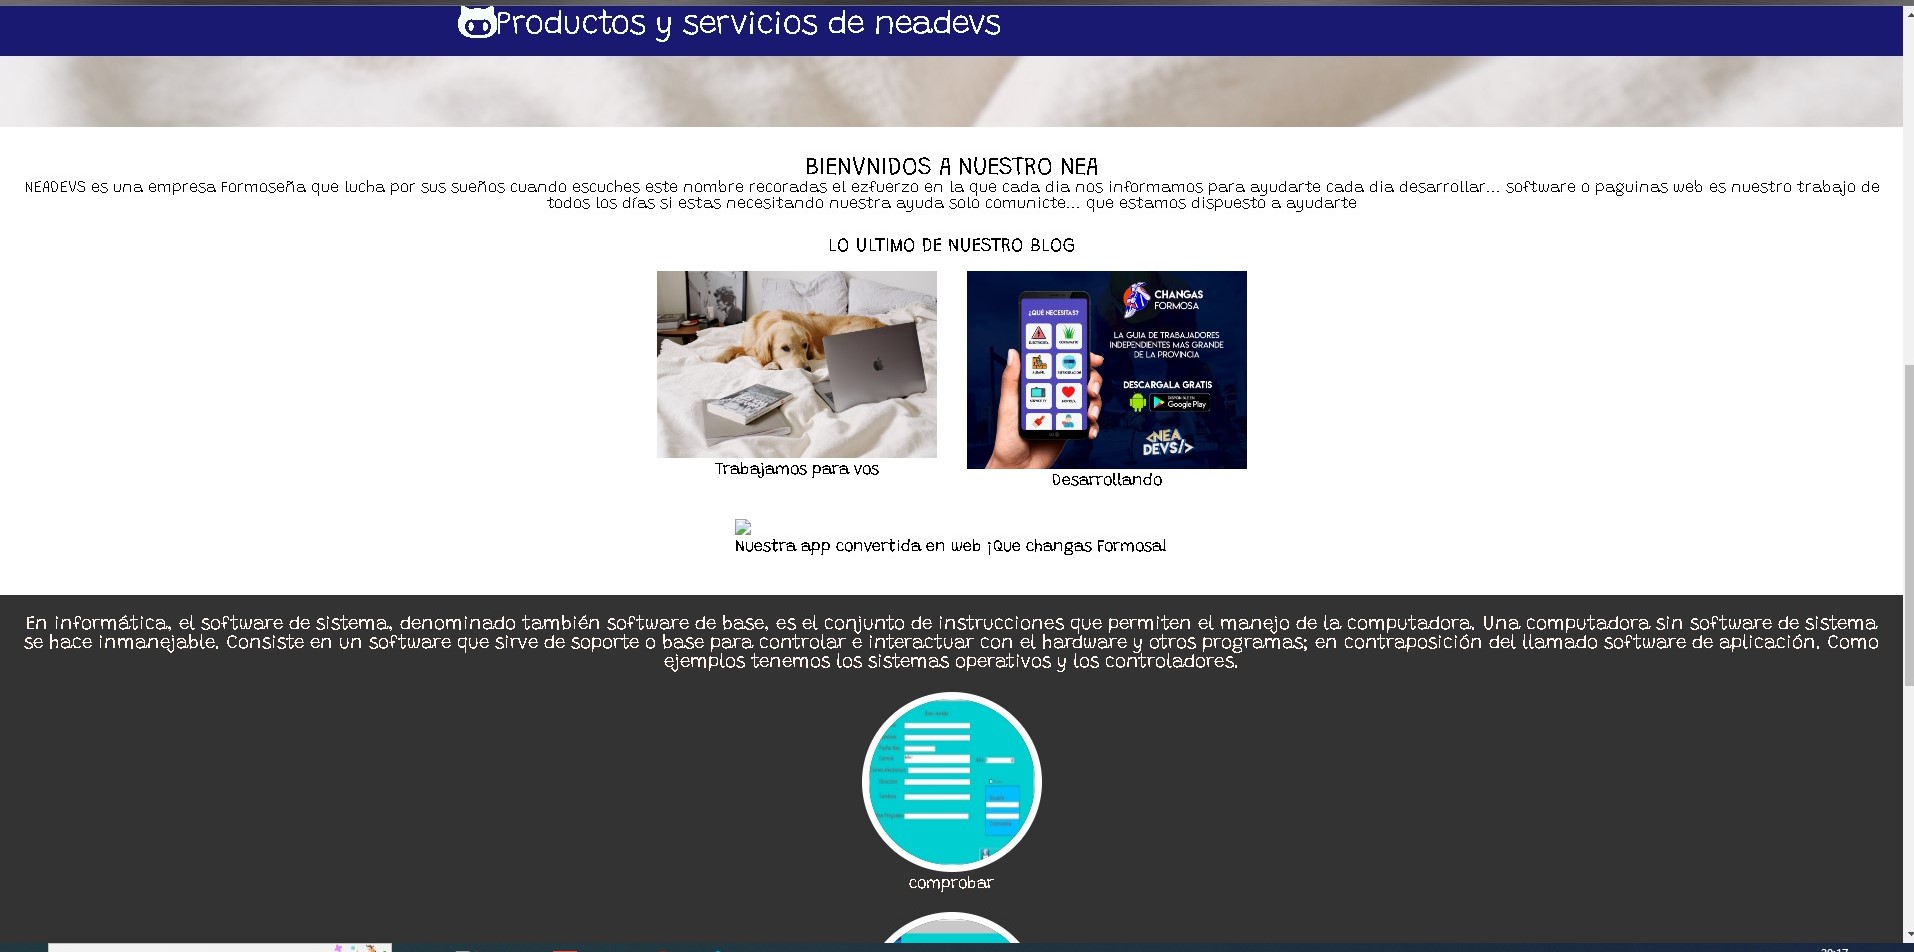 Productos y servicios de neadevs
BIENVNIDOS A NUESTRO NEA
NEADEVS es una empresa Formoseña que lucha por sus sueños cuando escuches este nombre recoradas el ezfuerzo en la que cada dia nos informamos para ayudarte cada dia desarrollar... software o paguinas web es nuestro trabajo de
todos los días si estas necesitando nuestra ayuda solo comunicte... que estamos dispuesto a ayudarte
LO ULTIMO DE NUESTRO BLOG
CHANGAS
FORMOSA
¿QUÉ NECESITAS?
LA GUIA DE TRABAJADORES
INDEPENDIENTES MAS GRANDE
DE LA PROVINCIA
DESCARGALA GRATIS
DISPONIBLE EN
Google Play
<NEA
DEVS/>
Trabajamos para vos
Desarrollando
Nuestra app convertida en web ¡Que changas Formosa!
En informática, el software de sistema, denominado también software de base, es el conjunto de instrucciones que permiten el manejo de la computadora. Una computadora sin software de sistema
se hace inmanejable. Consiste en un software que sirve de soporte o base para controlar e interactuar con el hardware y otros programas; en contraposición del llamado software de aplicación. Como
ejemplos tenemos los sistemas operativos y los controladores.
comprobar